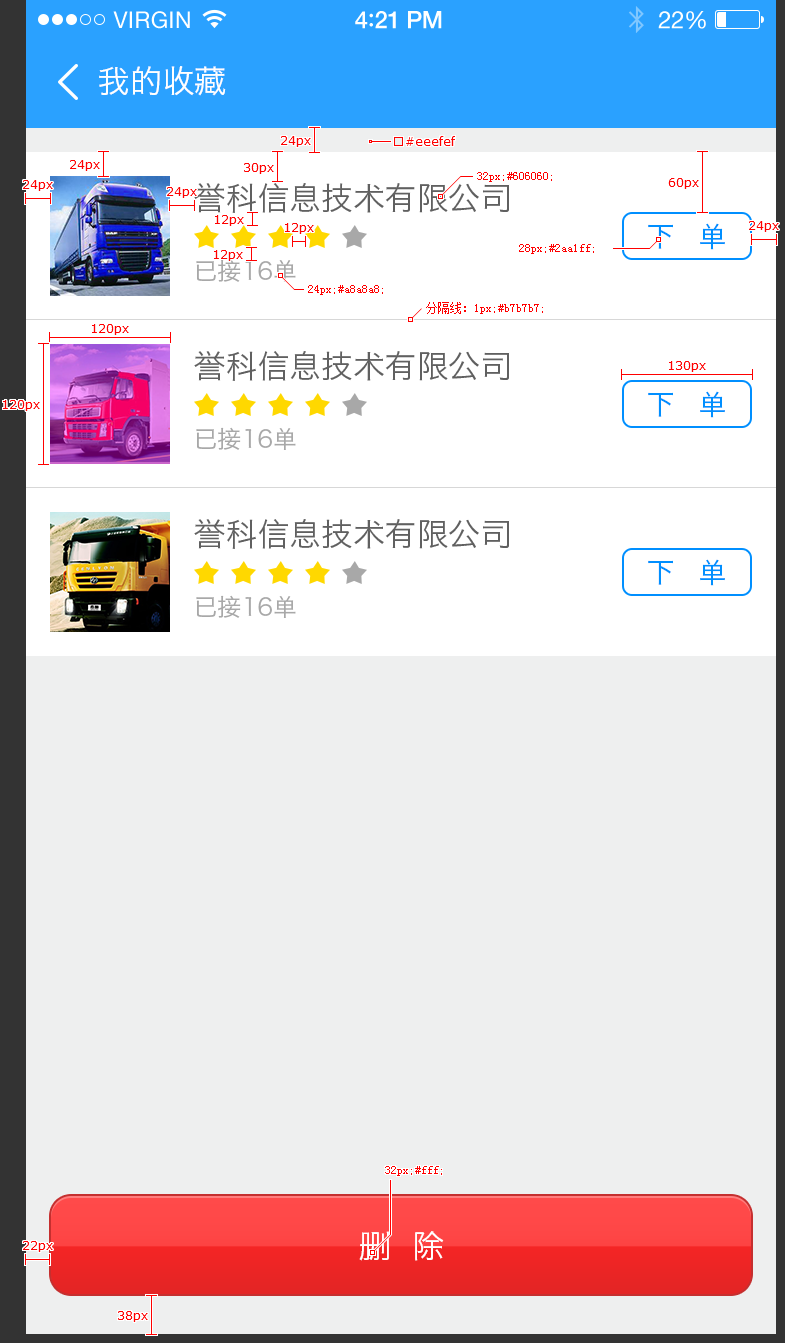 VIRGIN 4:21 PM 22%
我的收藏
24px #eeefef
24px 30px 60px
24px 24px 32px;#606060;
誉科信息技术有限公司
12px 12px 24px
下 单
28px;#2aa1ff;
12px
已接16单
24px;#a8a8a8;
分隔线：1px;#b7b7b7;
120px
誉科信息技术有限公司
130px
120px
下 单
已接16单
誉科信息技术有限公司
下 单
已接16单
32px;#fff;
删 除
22px
38px